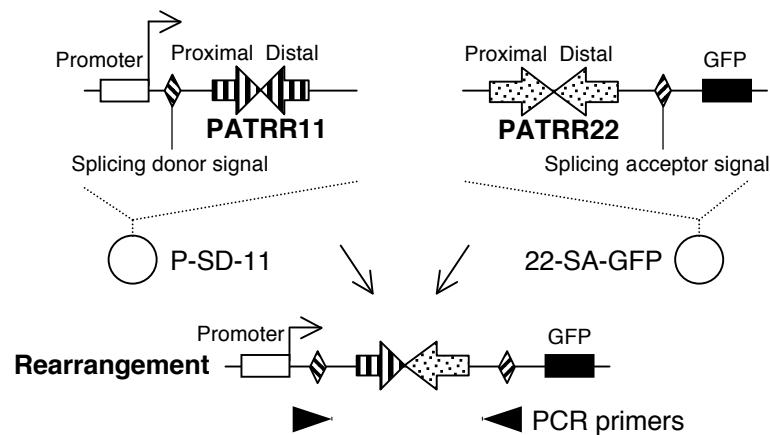 Promoter
Proximal Distal
PATRR11
Splicing donor signal
Proximal Distal
GFP
PATRR22
Splicing acceptor signal
P-SD-11
22-SA-GFP
Promoter
GFP
Rearrangement
PCR primers